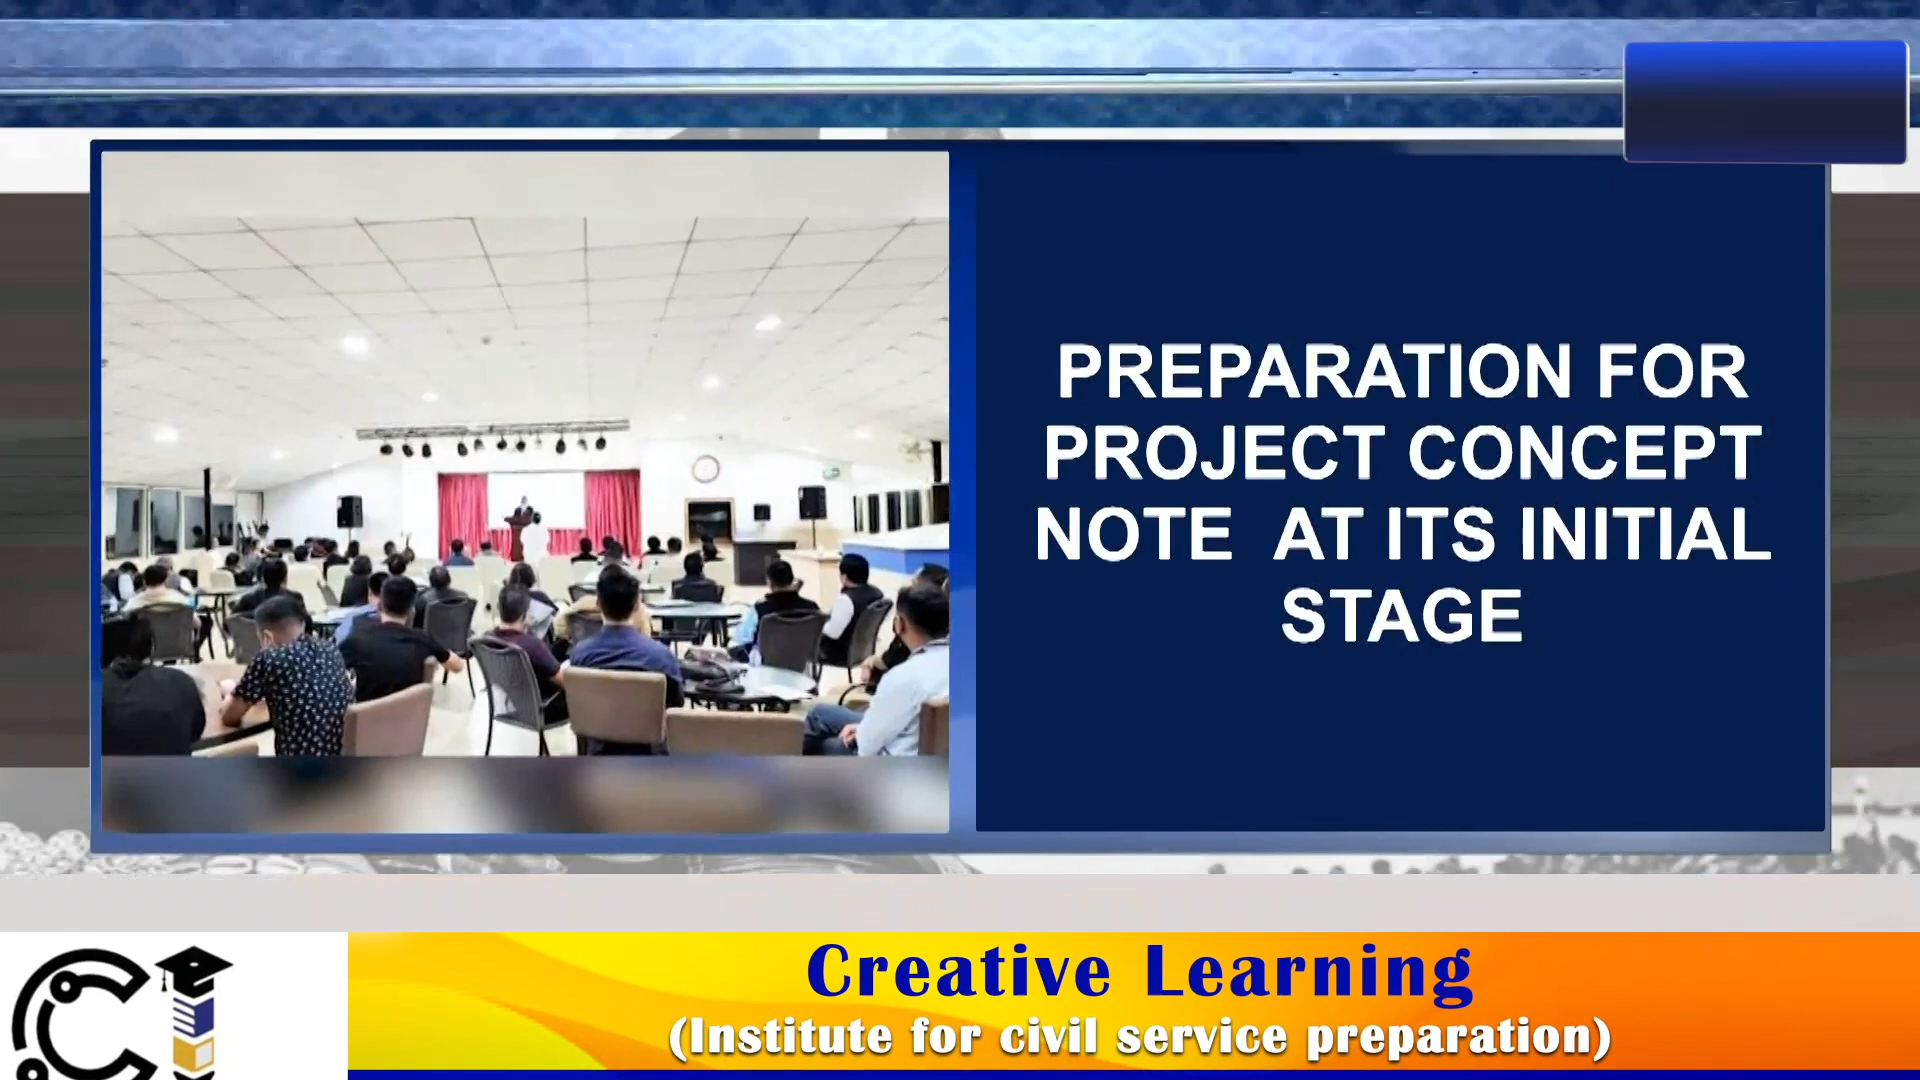 PREPARATION FOR
PROJECT CONCEPT
NOTE  AT ITS INITIAL
STAGE
Creative Learning
(Institute for civil service preparation)